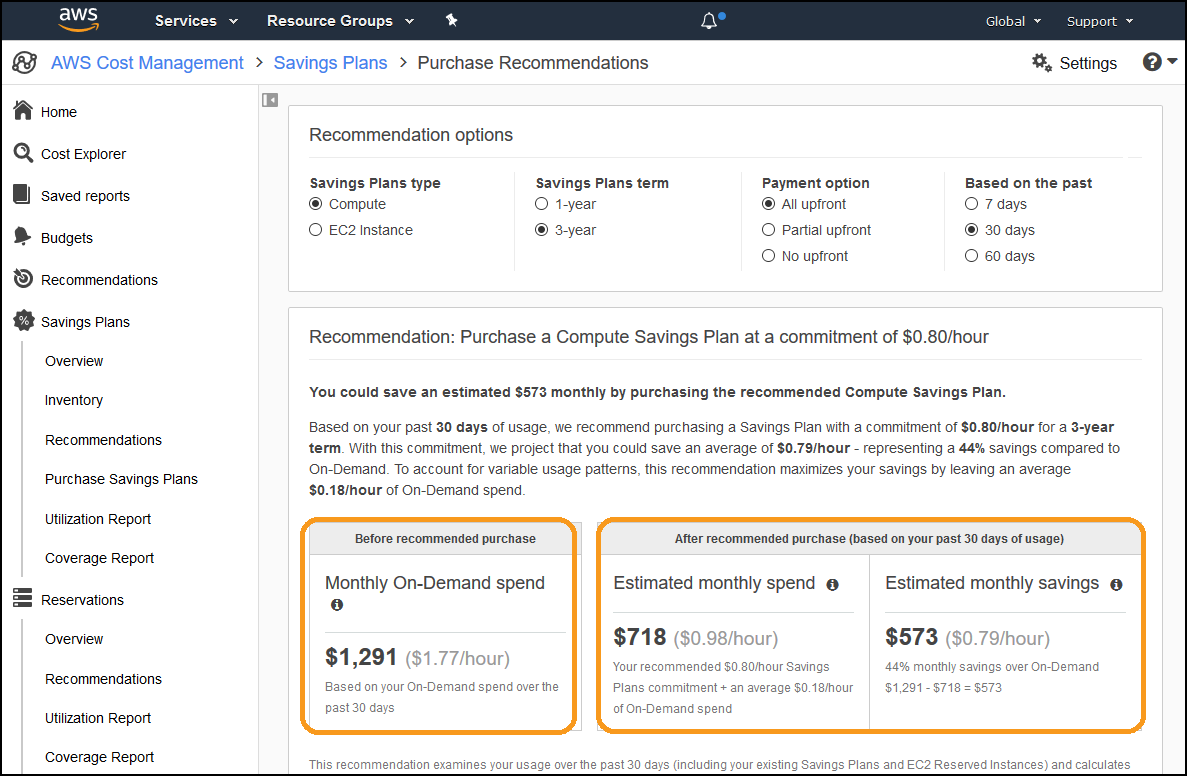 aws Services Resource Groups Global Support
AWS Cost Management > Savings Plans > Purchase Recommendations Settings
Home
Cost Explorer
Saved reports
Budgets
Recommendations
Savings Plans
Overview
Inventory
Recommendations
Purchase Savings Plans
Utilization Report
Coverage Report
Reservations
Overview
Recommendations
Utilization Report
Coverage Report
Recommendation options
Savings Plans type
Compute
EC2 Instance
Savings Plans term
1-year
3-year
Payment option
All upfront
Partial upfront
No upfront
Based on the past
7 days
30 days
60 days
Recommendation: Purchase a Compute Savings Plan at a commitment of $0.80/hour
You could save an estimated $573 monthly by purchasing the recommended Compute Savings Plan.
Based on your past 30 days of usage, we recommend purchasing a Savings Plan with a commitment of $0.80/hour for a 3-year
term. With this commitment, we project that you could save an average of $0.79/hour - representing a 44% savings compared to
On-Demand. To account for variable usage patterns, this recommendation maximizes your savings by leaving an average
$0.18/hour of On-Demand spend.
Before recommended purchase
Monthly On-Demand spend
$1,291 ($1.77/hour)
Based on your On-Demand spend over the
past 30 days
After recommended purchase (based on your past 30 days of usage)
Estimated monthly spend
$718 ($0.98/hour)
Your recommended $0.80/hour Savings
Plans commitment + an average $0.18/hour
of On-Demand spend
Estimated monthly savings
$573 ($0.79/hour)
44% monthly savings over On-Demand
$1,291 - $718 = $573
This recommendation examines your usage over the past 30 days (including your existing Savings Plans and EC2 Reserved Instances) and calculates